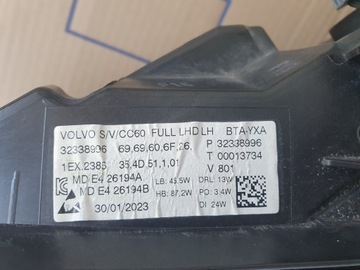 VOLVO S/V/CC60 FULL LHD LH BTA-YXA
32338996 69,69,60,6F,26, P 32338996
1EX.2385 35,4D,51,1,01 T 00013734
V 801
MD E4 26194A LB: 45.5W DRL: 13W
MD E4 26194B HB: 87.2W PO: 3.4W
30/01/2023 DI 24W